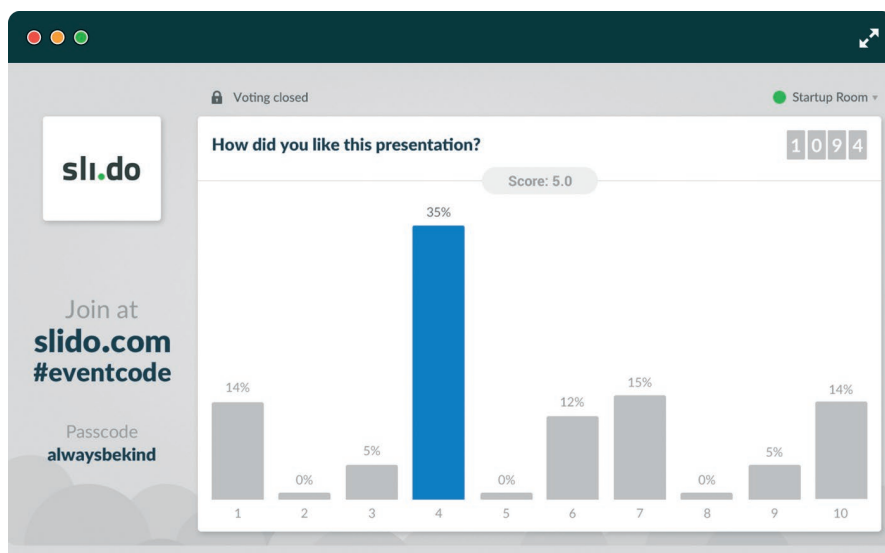 Voting closed
Startup Room
sli.do
How did you like this presentation?
1094
Score: 5.0
Join at
slido.com
#eventcode
Passcode
alwaysbekind
14%
0%
5%
35%
0%
12%
15%
0%
5%
14%
1 2 3 4 5 6 7 8 9 10